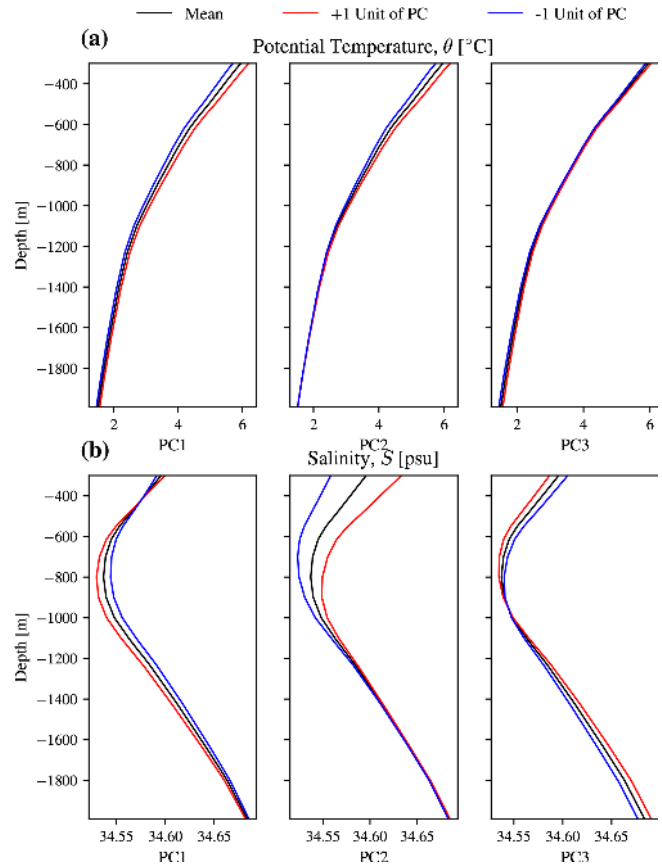 Mean +1 Unit of PC -1 Unit of PC
(a) Potential Temperature, θ [°C]
Depth [m]
−400
−600
−800
−1000
−1200
−1400
−1600
−1800
2 4 6 2 4 6 2 4 6
PC1 PC2 PC3
(b) Salinity, S [psu]
Depth [m]
−400
−600
−800
−1000
−1200
−1400
−1600
−1800
34.55 34.60 34.65 34.55 34.60 34.65 34.55 34.60 34.65
PC1 PC2 PC3